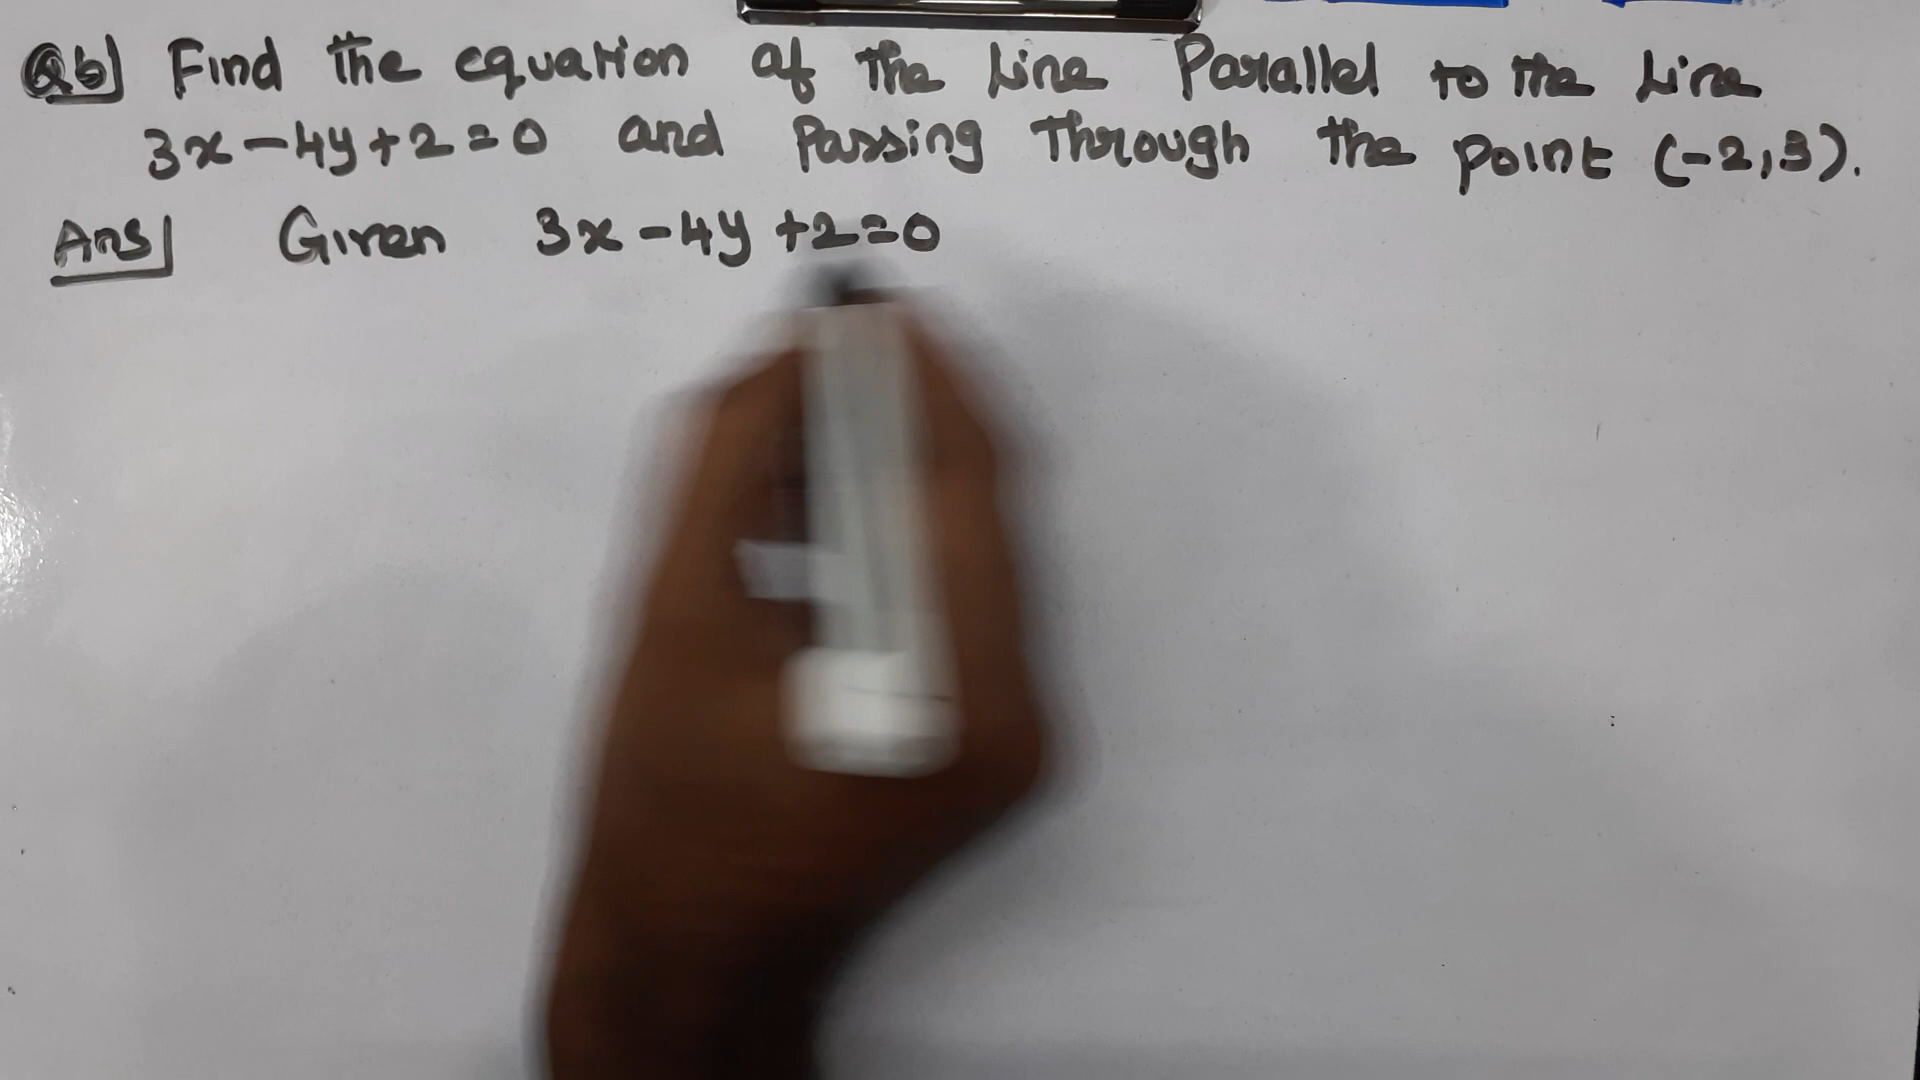 Q6] Find the equation of the line Parallel to the line
3x-4y+2=0 and Passing Through the point (-2,3).
Ans] Given 3x-4y+2=0